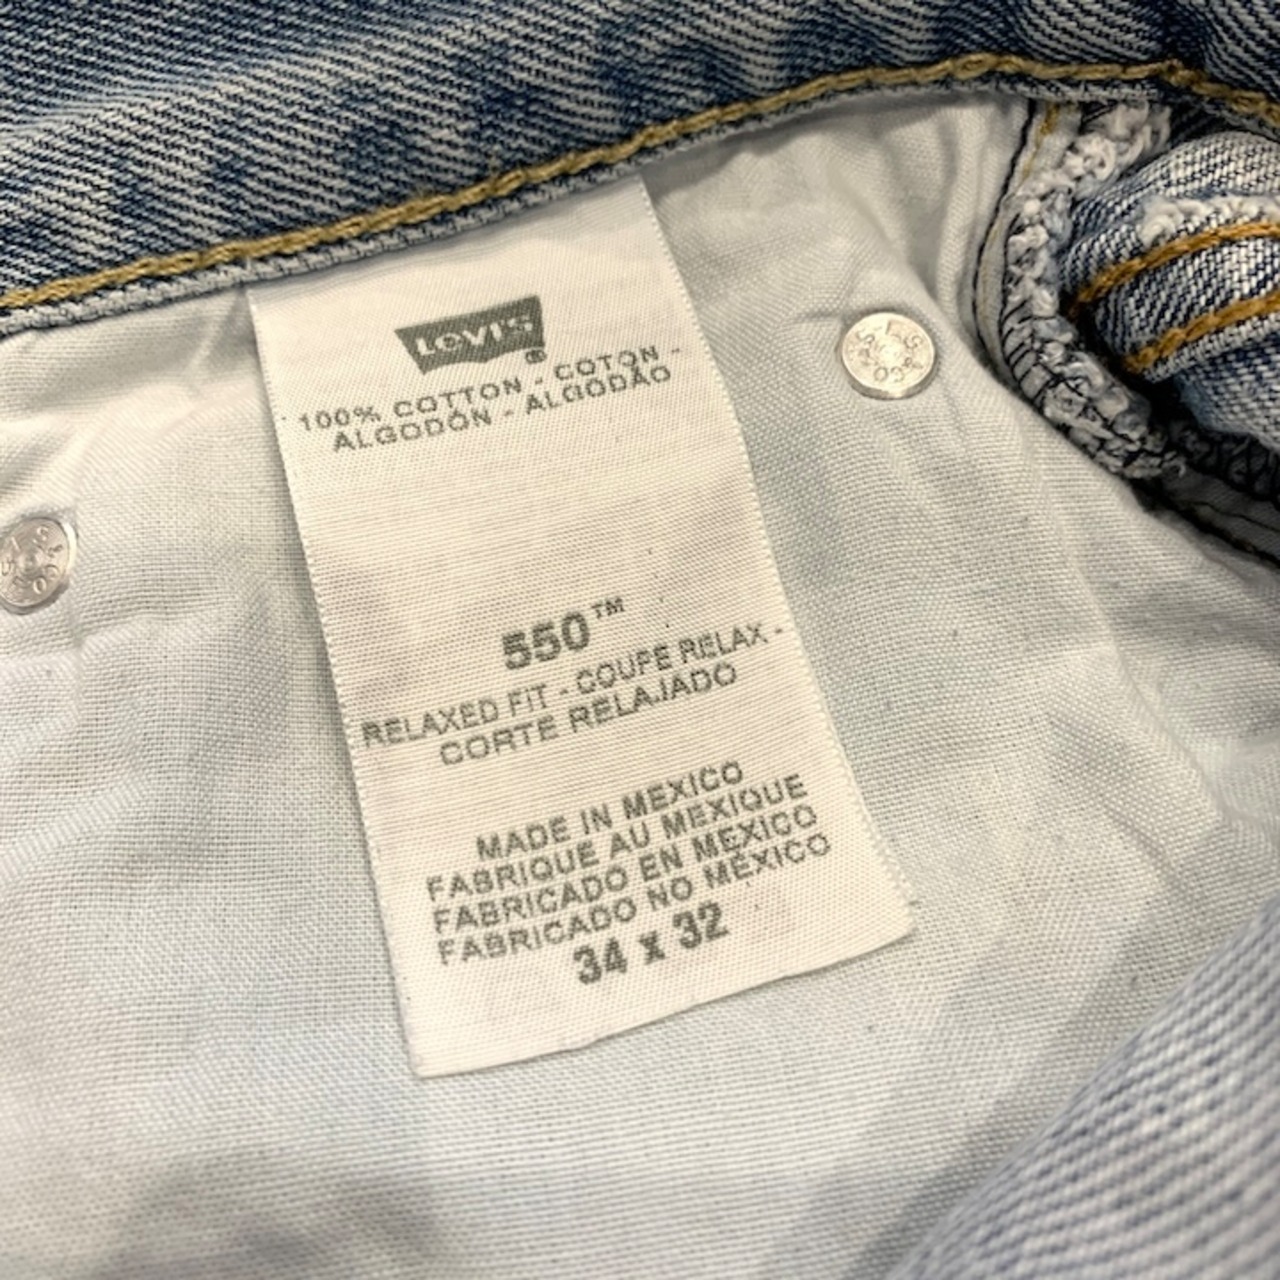 LEVI'S
®
100% COTTON - COTON -
ALGODÓN - ALGODÃO
550™
RELAXED FIT - COUPE RELAX -
CORTE RELAJADO
MADE IN MEXICO
FABRIQUE AU MEXIQUE
FABRICADO EN MEXICO
FABRICADO NO MÉXICO
34 x 32